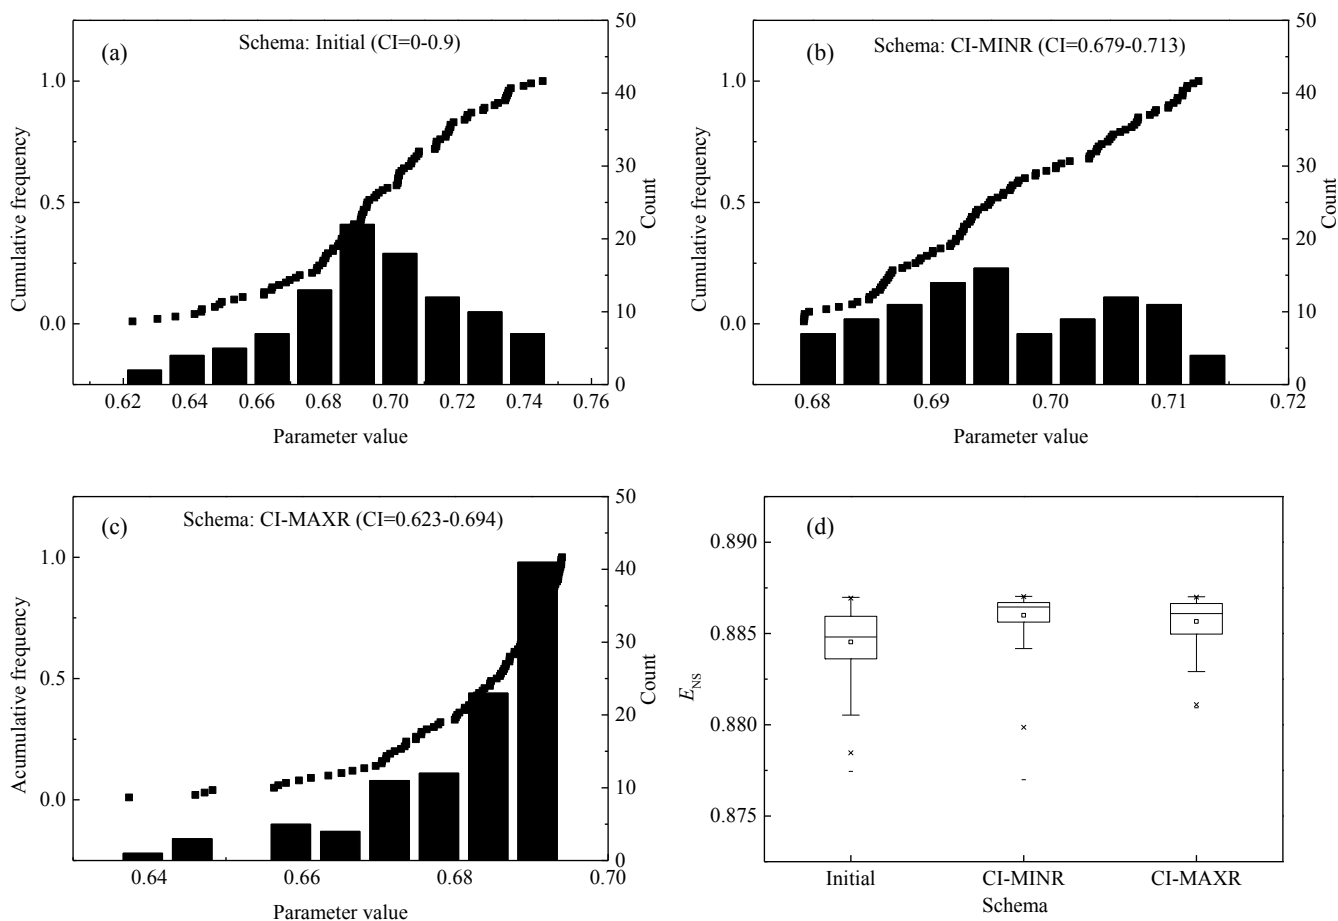 (a)
Schema: Initial (CI=0-0.9)
Cumulative frequency
1.0
0.5
0.0
50
40
30
20
10
0
Count
0.62
0.64
0.66
0.68
0.70
0.72
0.74
0.76
Parameter value
(b)
Schema: CI-MINR (CI=0.679-0.713)
Cumulative frequency
1.0
0.5
0.0
50
40
30
20
10
0
Count
0.68
0.69
0.70
0.71
0.72
Parameter value
(c)
Schema: CI-MAXR (CI=0.623-0.694)
Acumulative frequency
1.0
0.5
0.0
50
40
30
20
10
0
Count
0.64
0.66
0.68
0.70
Parameter value
(d)
E_NS
0.890
0.885
0.880
0.875
Initial
CI-MINR
CI-MAXR
Schema